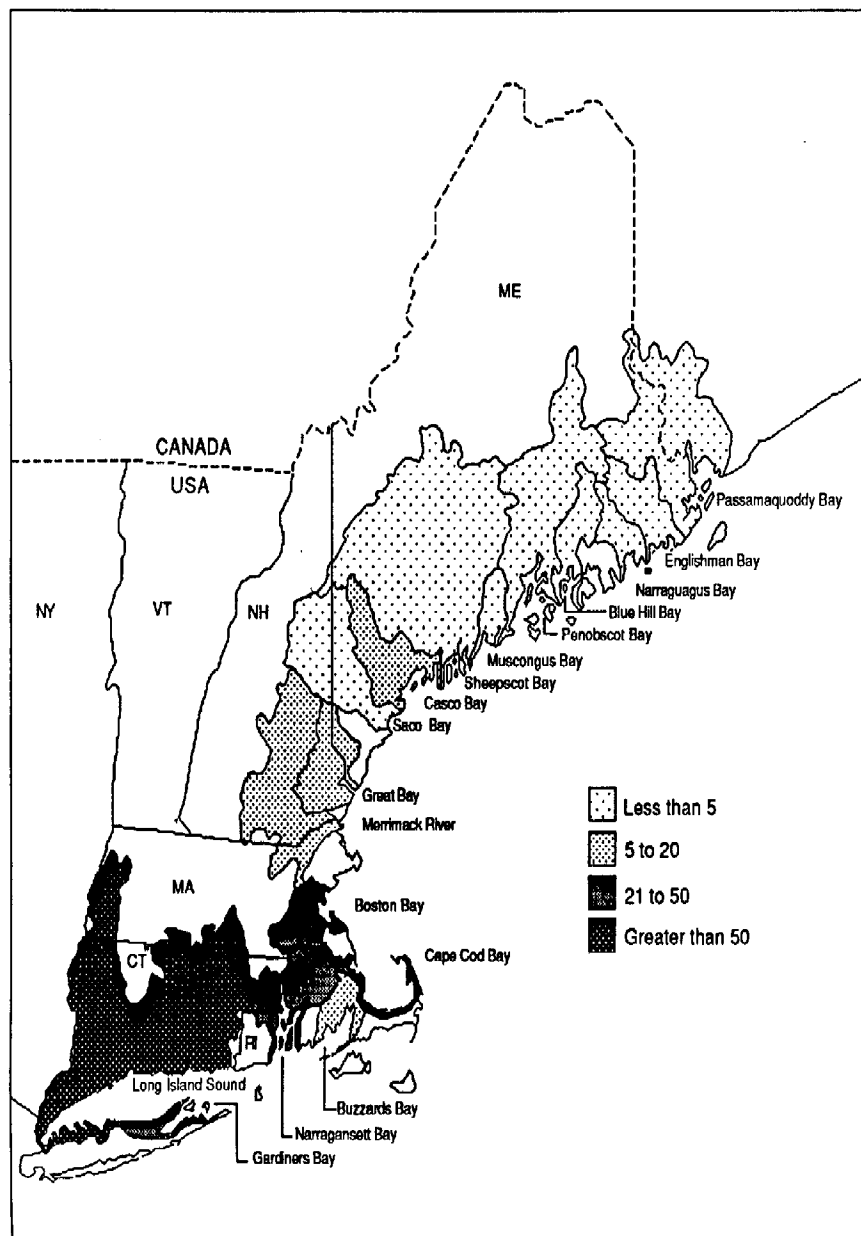 ME
CANADA
USA
NY
VT
NH
Passamaquoddy Bay
Englishman Bay
Narraguagus Bay
Blue Hill Bay
Penobscot Bay
Muscongus Bay
Sheepscot Bay
Casco Bay
Saco Bay
Great Bay
Merrimack River
Less than 5
5 to 20
21 to 50
Greater than 50
MA
Boston Bay
CT
Cape Cod Bay
RI
Long Island Sound
Buzzards Bay
Narragansett Bay
Gardiners Bay